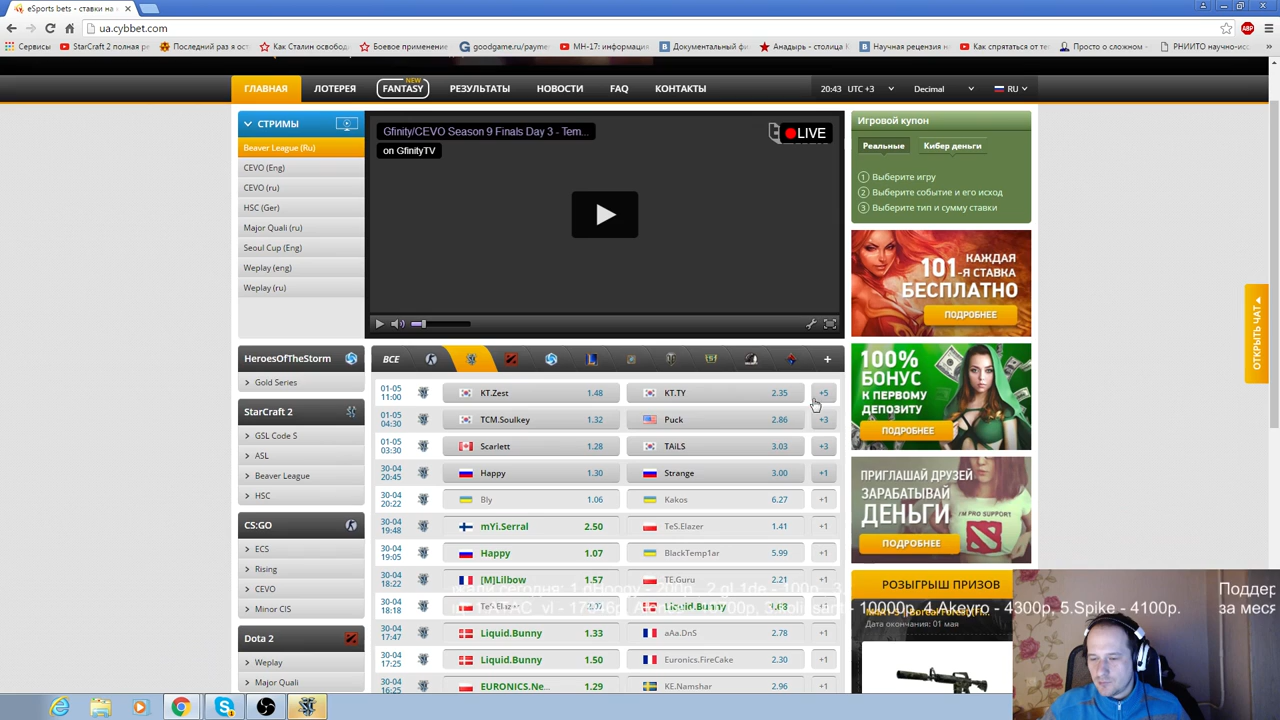 eSports bets - ставки на
ua.cybbet.com
Сервисы
StarCraft 2 полная ре
Последний раз я ост
Как Сталин освобод
Боевое применение
goodgame.ru/payme
МН-17: информация
Документальный фи
Анадырь - столица
Научная рецензия н
Как спрятаться от те
Просто о сложном -
РНИИТО научно-исс
ГЛАВНАЯ
ЛОТЕРЕЯ
NEW
FANTASY
РЕЗУЛЬТАТЫ
НОВОСТИ
FAQ
КОНТАКТЫ
20:43 UTC +3
Decimal
RU
СТРИМЫ
Beaver League (Ru)
CEVO (Eng)
CEVO (ru)
HSC (Ger)
Major Quali (ru)
Seoul Cup (Eng)
Weplay (eng)
Weplay (ru)
Gfinity/CEVO Season 9 Finals Day 3 - Tem...
on GfinityTV
LIVE
Игровой купон
Реальные
Кибер деньги
1 Выберите игру
2 Выберите событие и его исход
3 Выберите тип и сумму ставки
101-Я КАЖДАЯ СТАВКА
БЕСПЛАТНО
ПОДРОБНЕЕ
100%
БОНУС
К ПЕРВОМУ
ДЕПОЗИТУ
ПОДРОБНЕЕ
ПРИГЛАШАЙ ДРУЗЕЙ
ЗАРАБАТЫВАЙ
ДЕНЬГИ
I'm PRO SUPPORT
ПОДРОБНЕЕ
ОТКРЫТЬ ЧАТ
HeroesOfTheStorm
Gold Series
StarCraft 2
GSL Code S
ASL
Beaver League
HSC
CS:GO
ECS
Rising
CEVO
Minor CIS
Dota 2
Weplay
Major Quali
ВСЕ
+
01-05 11:00 KT.Zest 1.48 KT.TY 2.35 +5
01-05 04:30 TCM.Soulkey 1.32 Puck 2.86 +3
01-05 03:30 Scarlett 1.28 TAiLS 3.03 +3
30-04 20:45 Happy 1.30 Strange 3.00 +1
30-04 20:22 Bly 1.06 Kakos 6.27 +1
30-04 19:48 mYi.Serral 2.50 TeS.Elazer 1.41 +1
30-04 19:05 Happy 1.07 BlackTemp1ar 5.99 +1
30-04 18:22 [M]Lilbow 1.57 TE.Guru 2.21 +1
30-04 18:18 Liquid.Bunny
30-04 17:47 Liquid.Bunny 1.33 aAa.DnS 2.78 +1
30-04 17:25 Liquid.Bunny 1.50 Euronics.FireCake 2.30 +1
30-04 16:25 EURONICS.Ne... 1.29 KE.Namshar 2.96 +1
РОЗЫГРЫШ ПРИЗОВ
Дата окончания: 01 мая
- 10000р, 4.Akeyro - 4300р, 5.Spike - 4100р.
Поддер
за меся